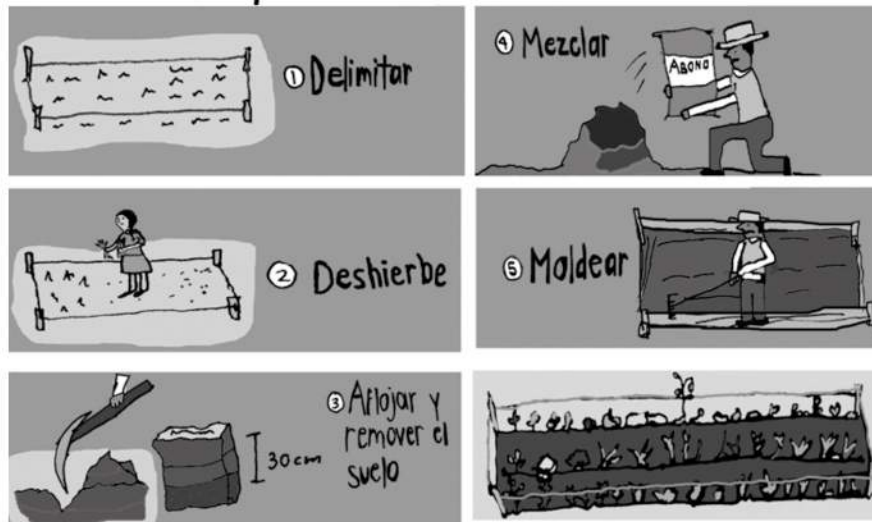 ① Delimitar
② Deshierbe
③ Aflojar y
remover el
suelo
30cm
④ Mezclar
ABONO
⑤ Moldear